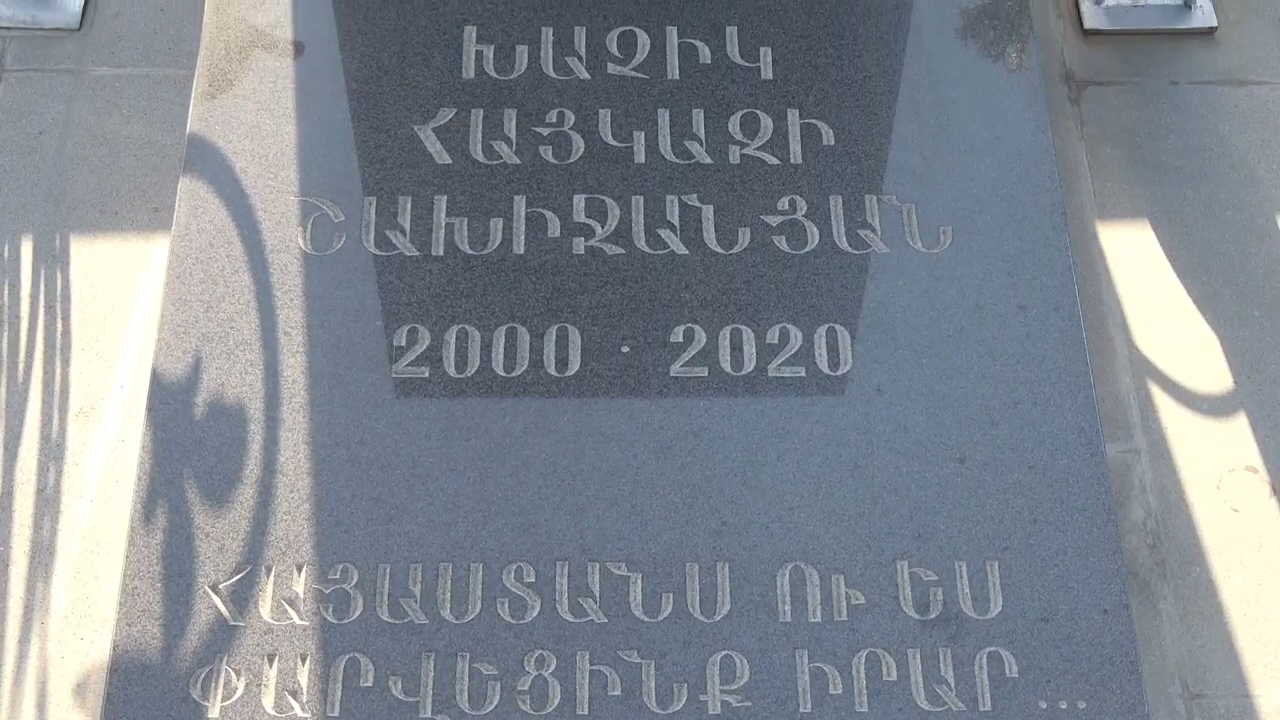 ԽԱՉԻԿ
ՀԱՅԿԱԶԻ
ՇԱԽԻՋԱՆՅԱՆ
2000 · 2020
ՀԱՅԱՍՏԱՆՍ ՈՒ ԵՍ
ՓԱՐՎԵՑԻՆՔ ԻՐԱՐ...